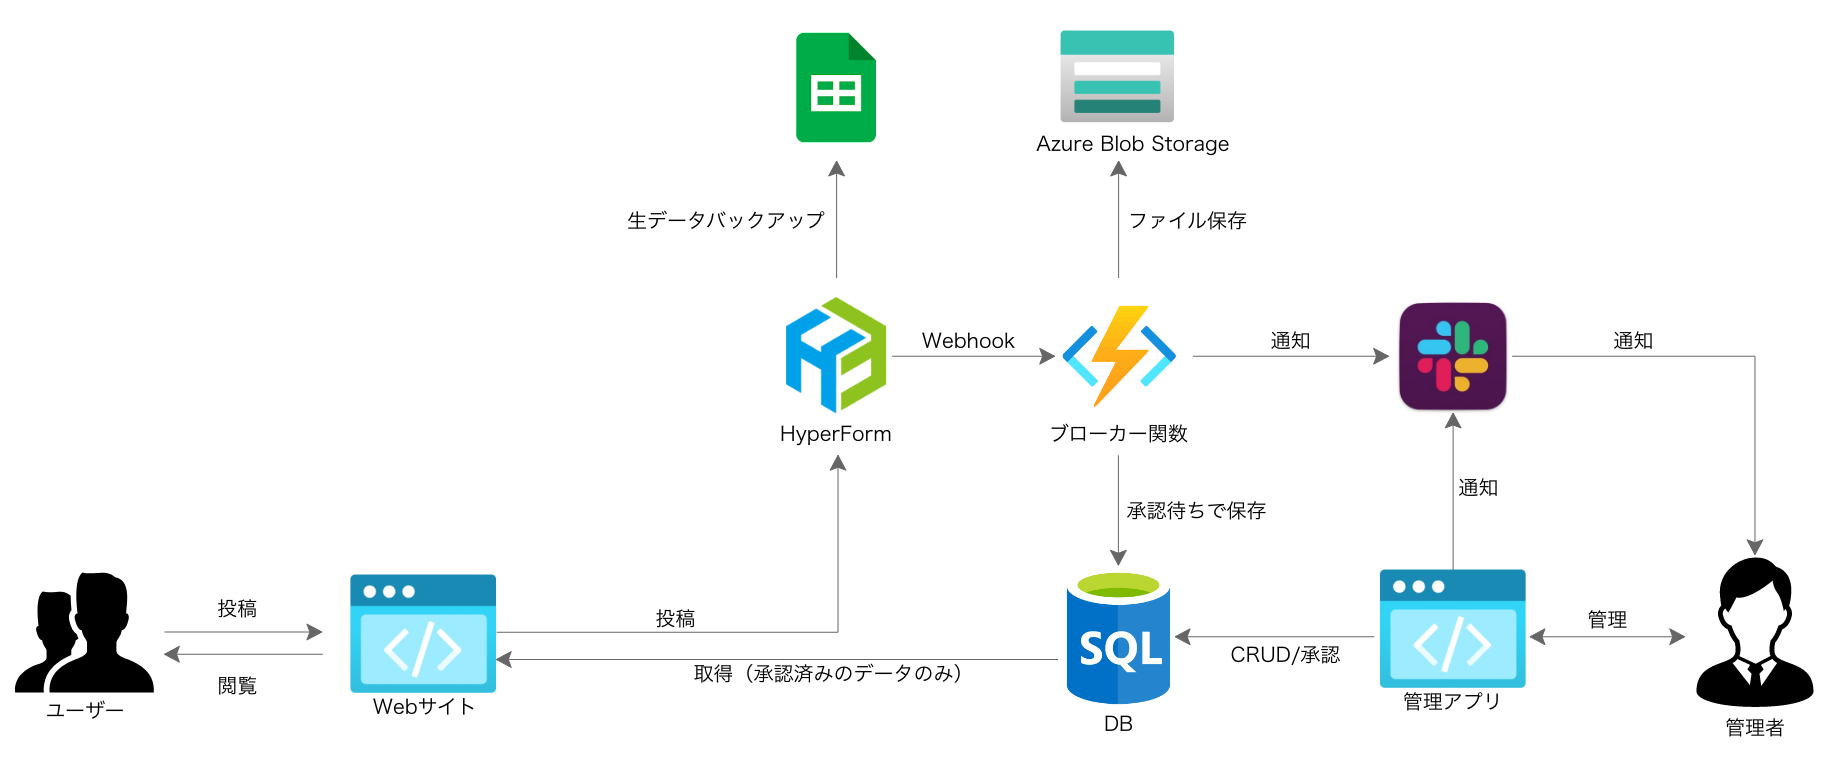 Azure Blob Storage
生データバックアップ
ファイル保存
Webhook
通知
通知
HyperForm
ブローカー関数
通知
承認待ちで保存
投稿
投稿
管理
SQL
CRUD/承認
取得（承認済みのデータのみ）
閲覧
ユーザー
Webサイト
管理アプリ
DB
管理者